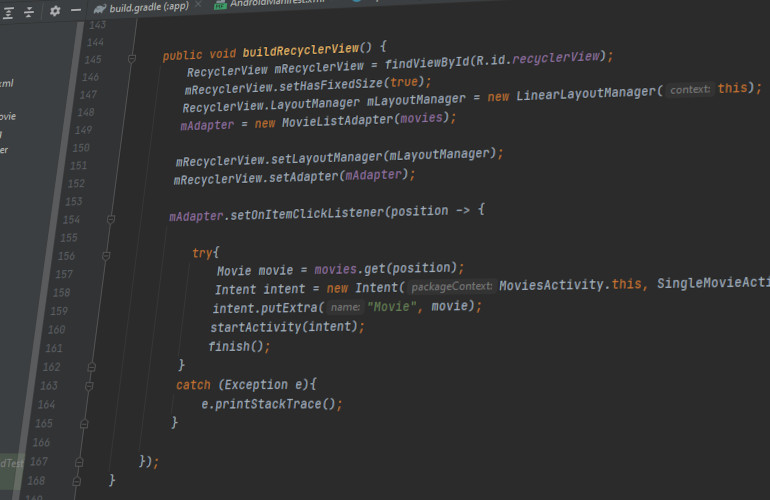 build.gradle (:app)
AndroidManifest.xml
143
144
145 public void buildRecyclerView() {
146 RecyclerView mRecyclerView = findViewById(R.id.recyclerView);
147 mRecyclerView.setHasFixedSize(true);
148 RecyclerView.LayoutManager mLayoutManager = new LinearLayoutManager( context: this);
149 mAdapter = new MovieListAdapter(movies);
150
151 mRecyclerView.setLayoutManager(mLayoutManager);
152 mRecyclerView.setAdapter(mAdapter);
153
154 mAdapter.setOnItemClickListener(position -> {
155
156 try{
157 Movie movie = movies.get(position);
158 Intent intent = new Intent( packageContext: MoviesActivity.this, SingleMovieActi
159 intent.putExtra( name: "Movie", movie);
160 startActivity(intent);
161 finish();
162 }
163 catch (Exception e){
164 e.printStackTrace();
165 }
166
167 });
168 }
xml
ovie
er
dTest